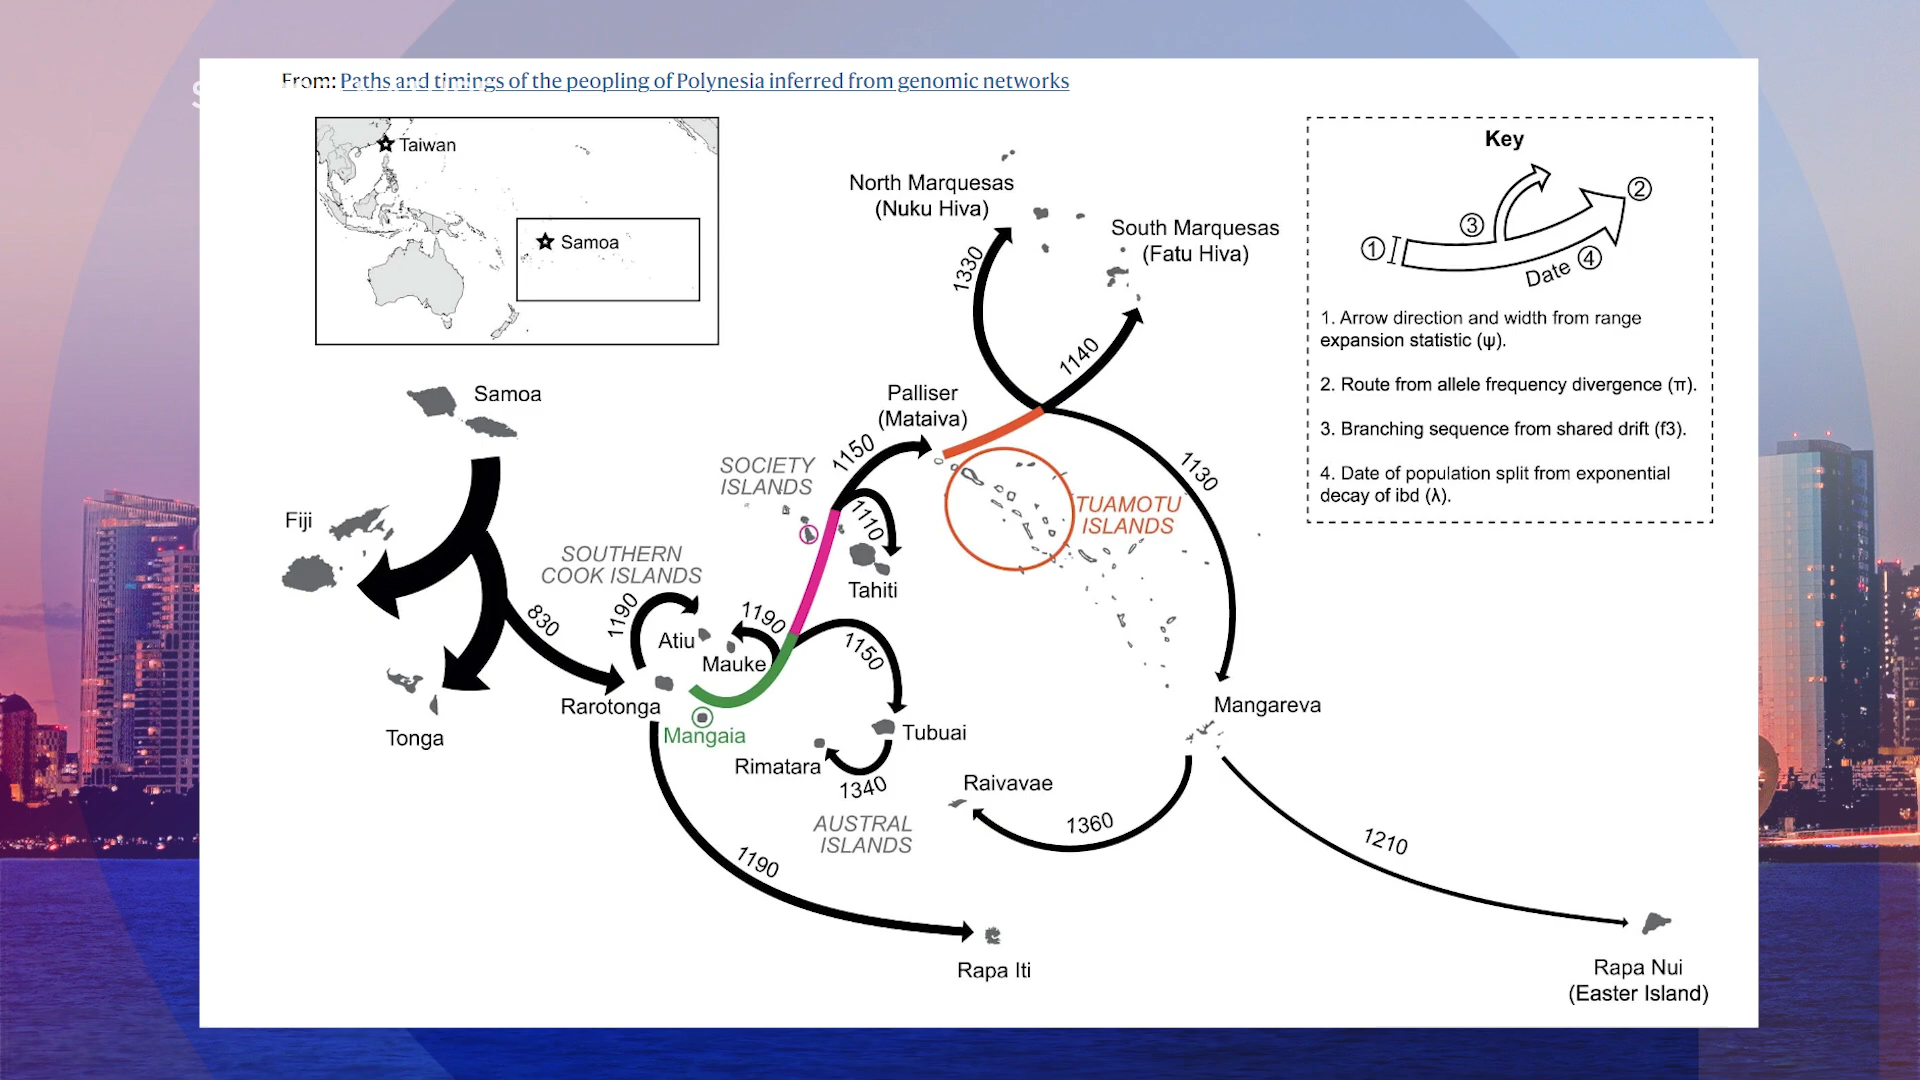 From: Paths and timings of the peopling of Polynesia inferred from genomic networks
Taiwan
Samoa
Key
1
2
3
Date 4
1. Arrow direction and width from range
expansion statistic (ψ).
2. Route from allele frequency divergence (π).
3. Branching sequence from shared drift (f3).
4. Date of population split from exponential
decay of ibd (λ).
North Marquesas
(Nuku Hiva)
South Marquesas
(Fatu Hiva)
1330
1140
Samoa
Palliser
(Mataiva)
1150
SOCIETY
ISLANDS
1130
TUAMOTU
ISLANDS
1110
Fiji
SOUTHERN
COOK ISLANDS
Tahiti
830
1190
1190
Atiu
Mauke
1150
Rarotonga
Mangaia
Tonga
Tubuai
Rimatara
1340
Mangareva
Raivavae
AUSTRAL
ISLANDS
1360
1210
1190
Rapa Iti
Rapa Nui
(Easter Island)